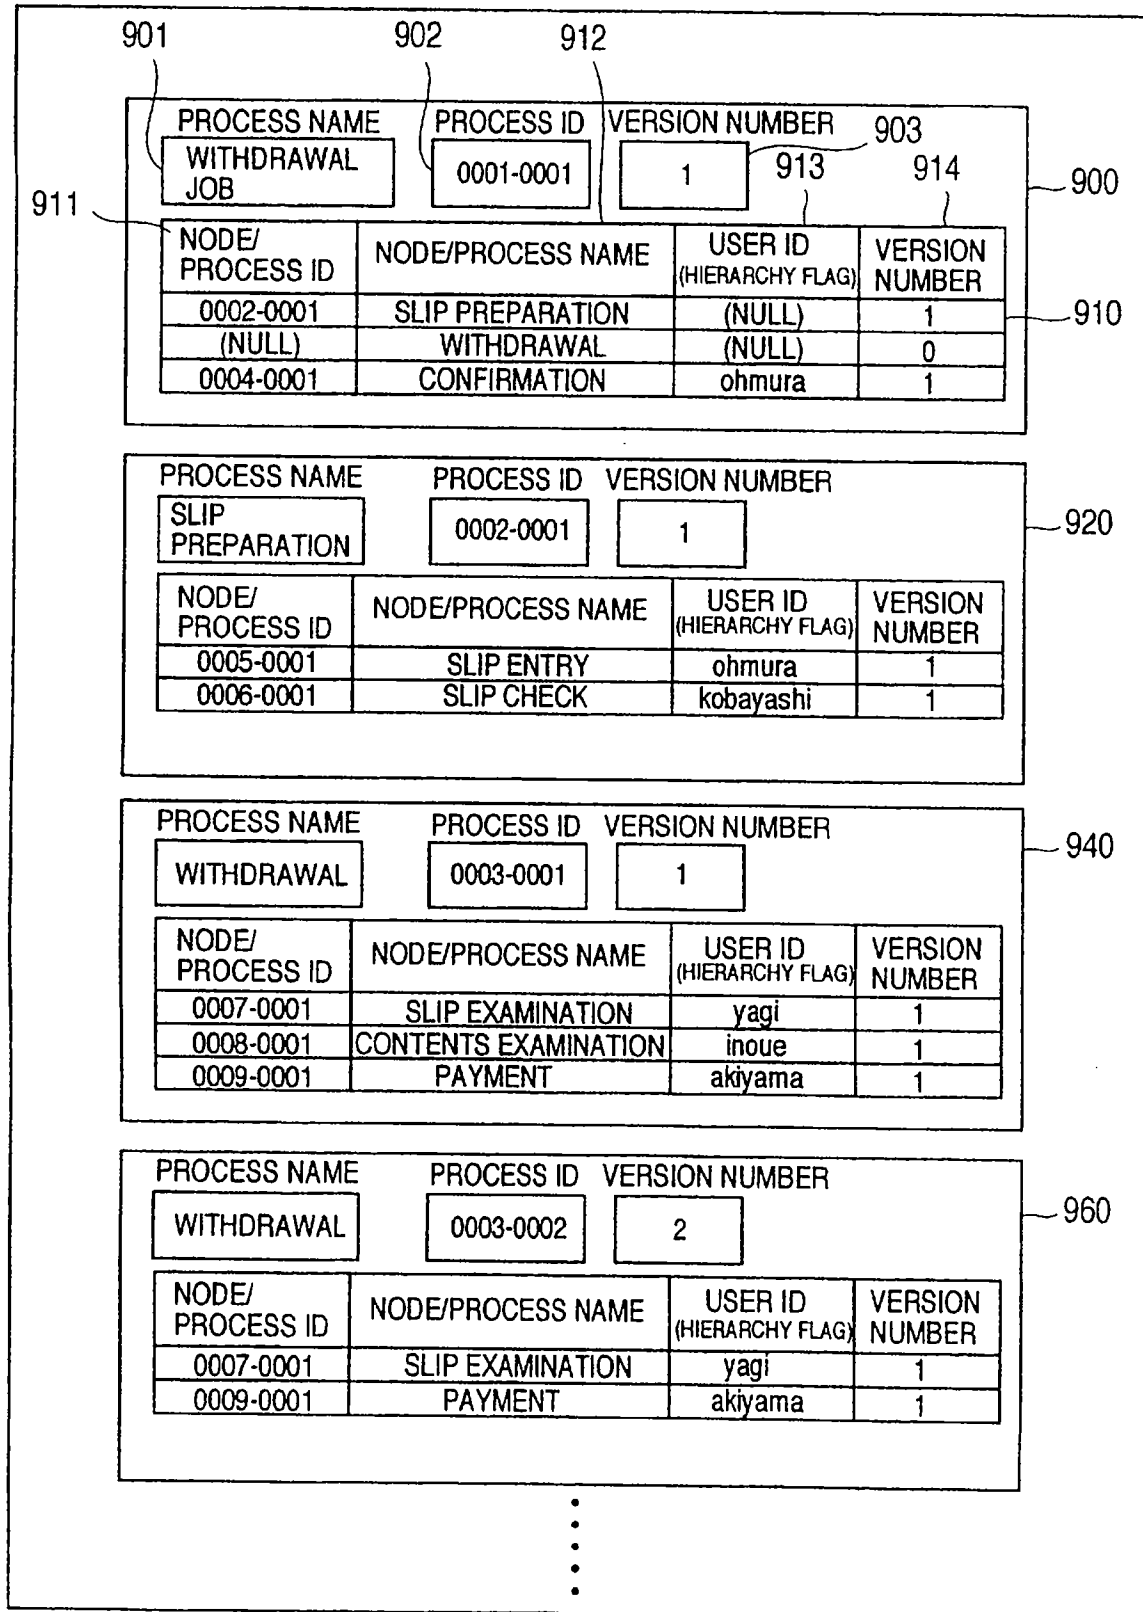 901 902 912
PROCESS NAME PROCESS ID VERSION NUMBER
903
WITHDRAWAL
JOB
0001-0001 1
913 914
900
911
NODE/
PROCESS ID
NODE/PROCESS NAME
USER ID
(HIERARCHY FLAG)
VERSION
NUMBER
0002-0001 SLIP PREPARATION (NULL) 1
910
(NULL) WITHDRAWAL (NULL) 0
0004-0001 CONFIRMATION ohmura 1
PROCESS NAME PROCESS ID VERSION NUMBER
SLIP
PREPARATION
0002-0001 1
920
NODE/
PROCESS ID
NODE/PROCESS NAME
USER ID
(HIERARCHY FLAG)
VERSION
NUMBER
0005-0001 SLIP ENTRY ohmura 1
0006-0001 SLIP CHECK kobayashi 1
PROCESS NAME PROCESS ID VERSION NUMBER
940
WITHDRAWAL 0003-0001 1
NODE/
PROCESS ID
NODE/PROCESS NAME
USER ID
(HIERARCHY FLAG)
VERSION
NUMBER
0007-0001 SLIP EXAMINATION yagi 1
0008-0001 CONTENTS EXAMINATION inoue 1
0009-0001 PAYMENT akiyama 1
PROCESS NAME PROCESS ID VERSION NUMBER
960
WITHDRAWAL 0003-0002 2
NODE/
PROCESS ID
NODE/PROCESS NAME
USER ID
(HIERARCHY FLAG)
VERSION
NUMBER
0007-0001 SLIP EXAMINATION yagi 1
0009-0001 PAYMENT akiyama 1